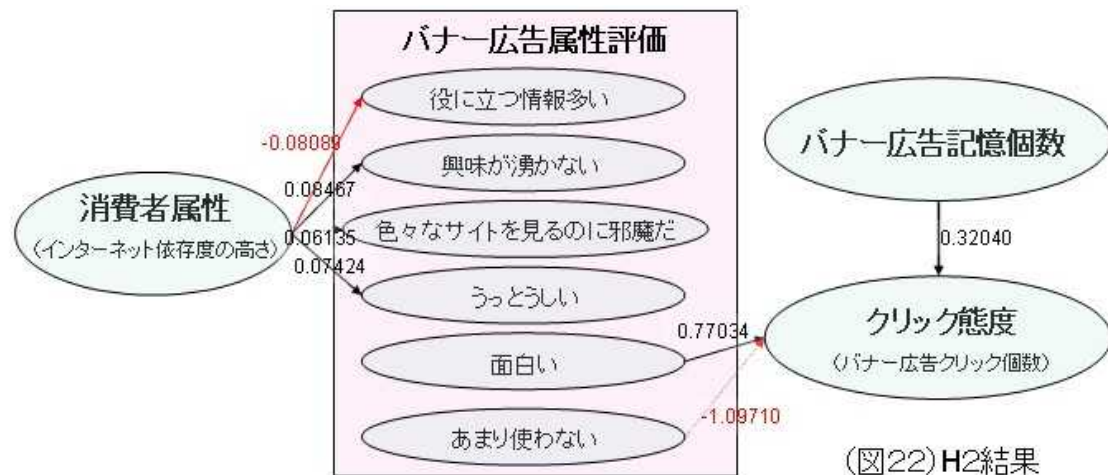 バナー広告属性評価
役に立つ情報多い
興味が湧かない
色々なサイトを見るのに邪魔だ
うっとうしい
面白い
あまり使わない
消費者属性
(インターネット依存度の高さ)
-0.08089
0.08467
0.06135
0.07424
バナー広告記憶個数
0.32040
クリック態度
(バナー広告クリック個数)
0.77034
-1.09710
(図22)H2結果